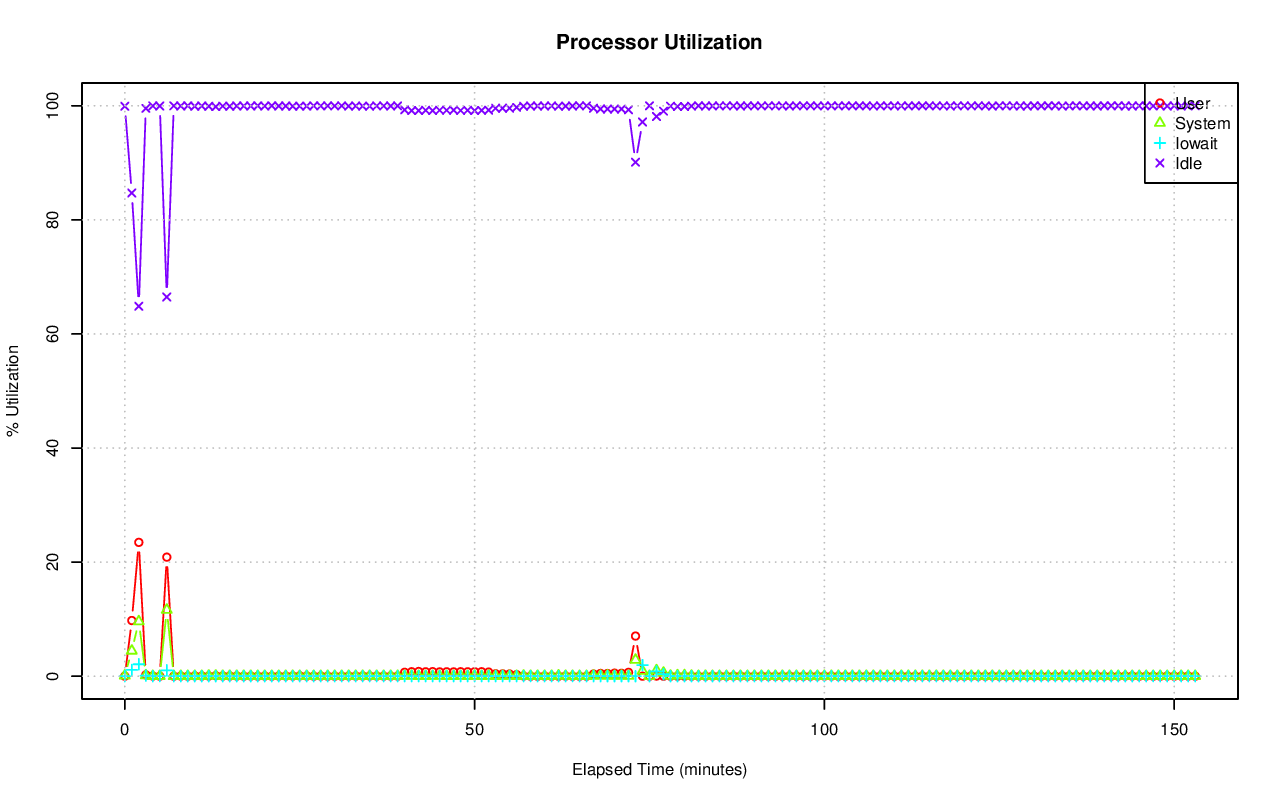 Processor Utilization
% Utilization
100
80
60
40
20
0
User
System
Iowait
Idle
0 50 100 150
Elapsed Time (minutes)